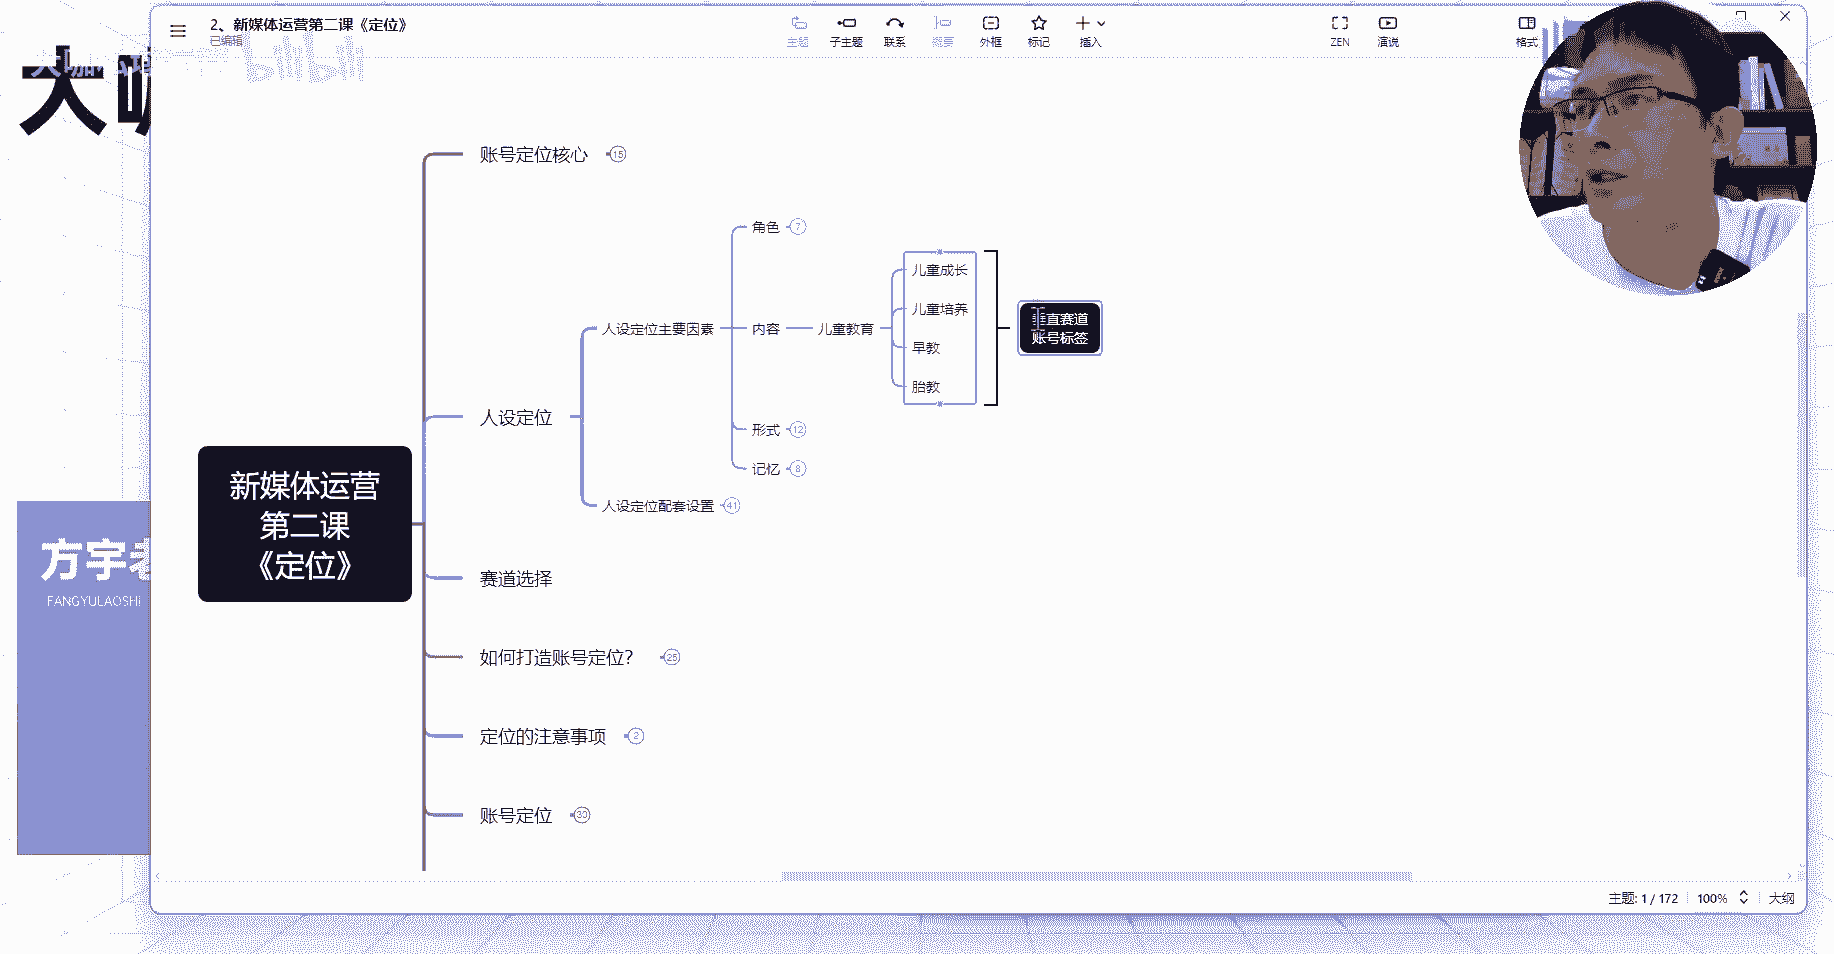 2、新媒体运营第二课《定位》
已编辑
主题
子主题
联系
概要
外框
标记
插入
ZEN
演说
格式
bilibili
大咖
账号定位核心
15
角色
7
儿童成长
儿童培养
垂直赛道
账号标签
人设定位主要因素
内容
儿童教育
早教
胎教
人设定位
形式
12
记忆
8
新媒体运营
第二课
《定位》
人设定位配套设置
41
方宇老
FANGYULAOSHI
赛道选择
如何打造账号定位？
25
定位的注意事项
2
账号定位
30
主题: 1 / 172
100%
大纲